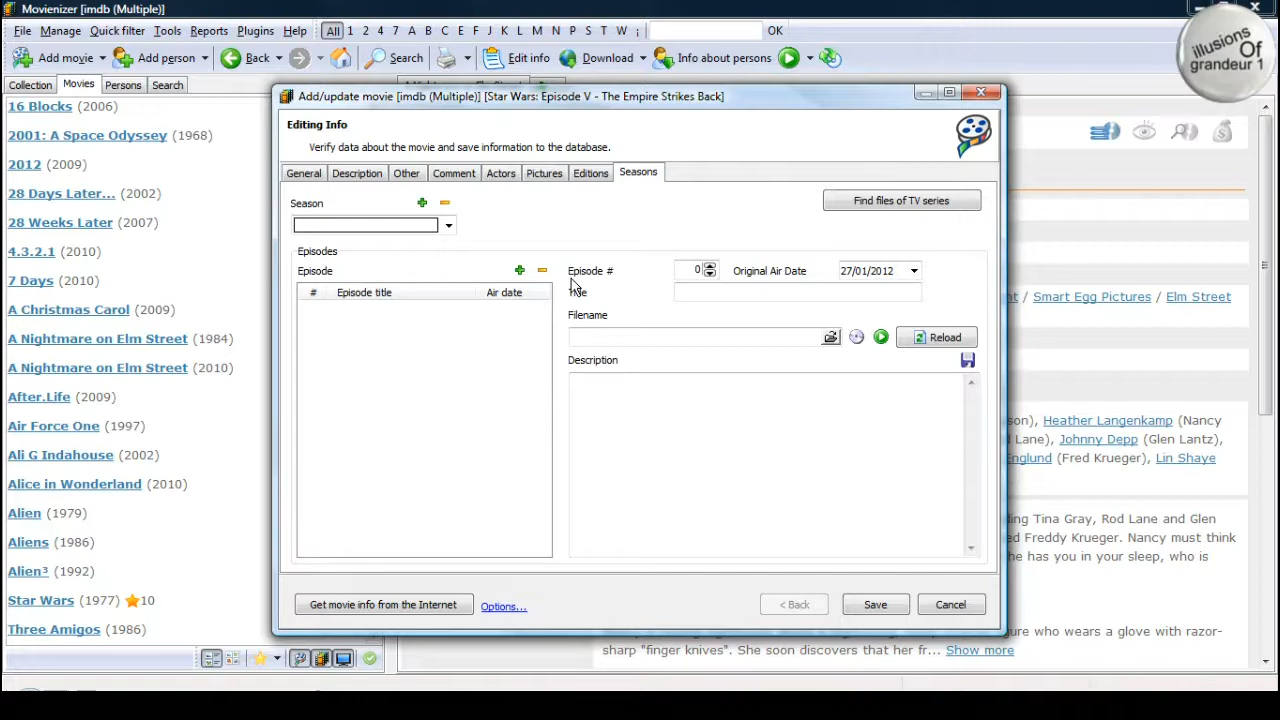 Movienizer [imdb (Multiple)]
File Manage Quick filter Tools Reports Plugins Help All 1 2 4 7 A B C E F J K L M N P R S T W ¡ OK
Add movie Add person Back Search Edit info Download Info about persons
Collection Movies Persons Search
16 Blocks (2006)
2001: A Space Odyssey (1968)
2012 (2009)
28 Days Later... (2002)
28 Weeks Later (2007)
4.3.2.1 (2010)
7 Days (2010)
A Christmas Carol (2009)
A Nightmare on Elm Street (1984)
A Nightmare on Elm Street (2010)
After.Life (2009)
Air Force One (1997)
Ali G Indahouse (2002)
Alice in Wonderland (2010)
Alien (1979)
Aliens (1986)
Alien³ (1992)
Star Wars (1977) 10
Three Amigos (1986)
Add/update movie [imdb (Multiple)] [Star Wars: Episode V - The Empire Strikes Back]
Editing Info
Verify data about the movie and save information to the database.
General Description Other Comment Actors Pictures Editions Seasons
Season
Find files of TV series
Episodes
Episode
# Episode title Air date
Episode # 0 Original Air Date 27/01/2012
Filename
Reload
Description
Get movie info from the Internet Options... < Back Save Cancel
illusions
Of
grandeur 1
/ Smart Egg Pictures / Elm Street
Heather Langenkamp (Nancy
Lane), Johnny Depp (Glen Lantz),
Englund (Fred Krueger), Lin Shaye
Tina Gray, Rod Lane and Glen
Freddy Krueger. Nancy must think
she has you in your sleep, who is
who wears a glove with razor-
sharp "finger knives". She soon discovers that her fr... Show more